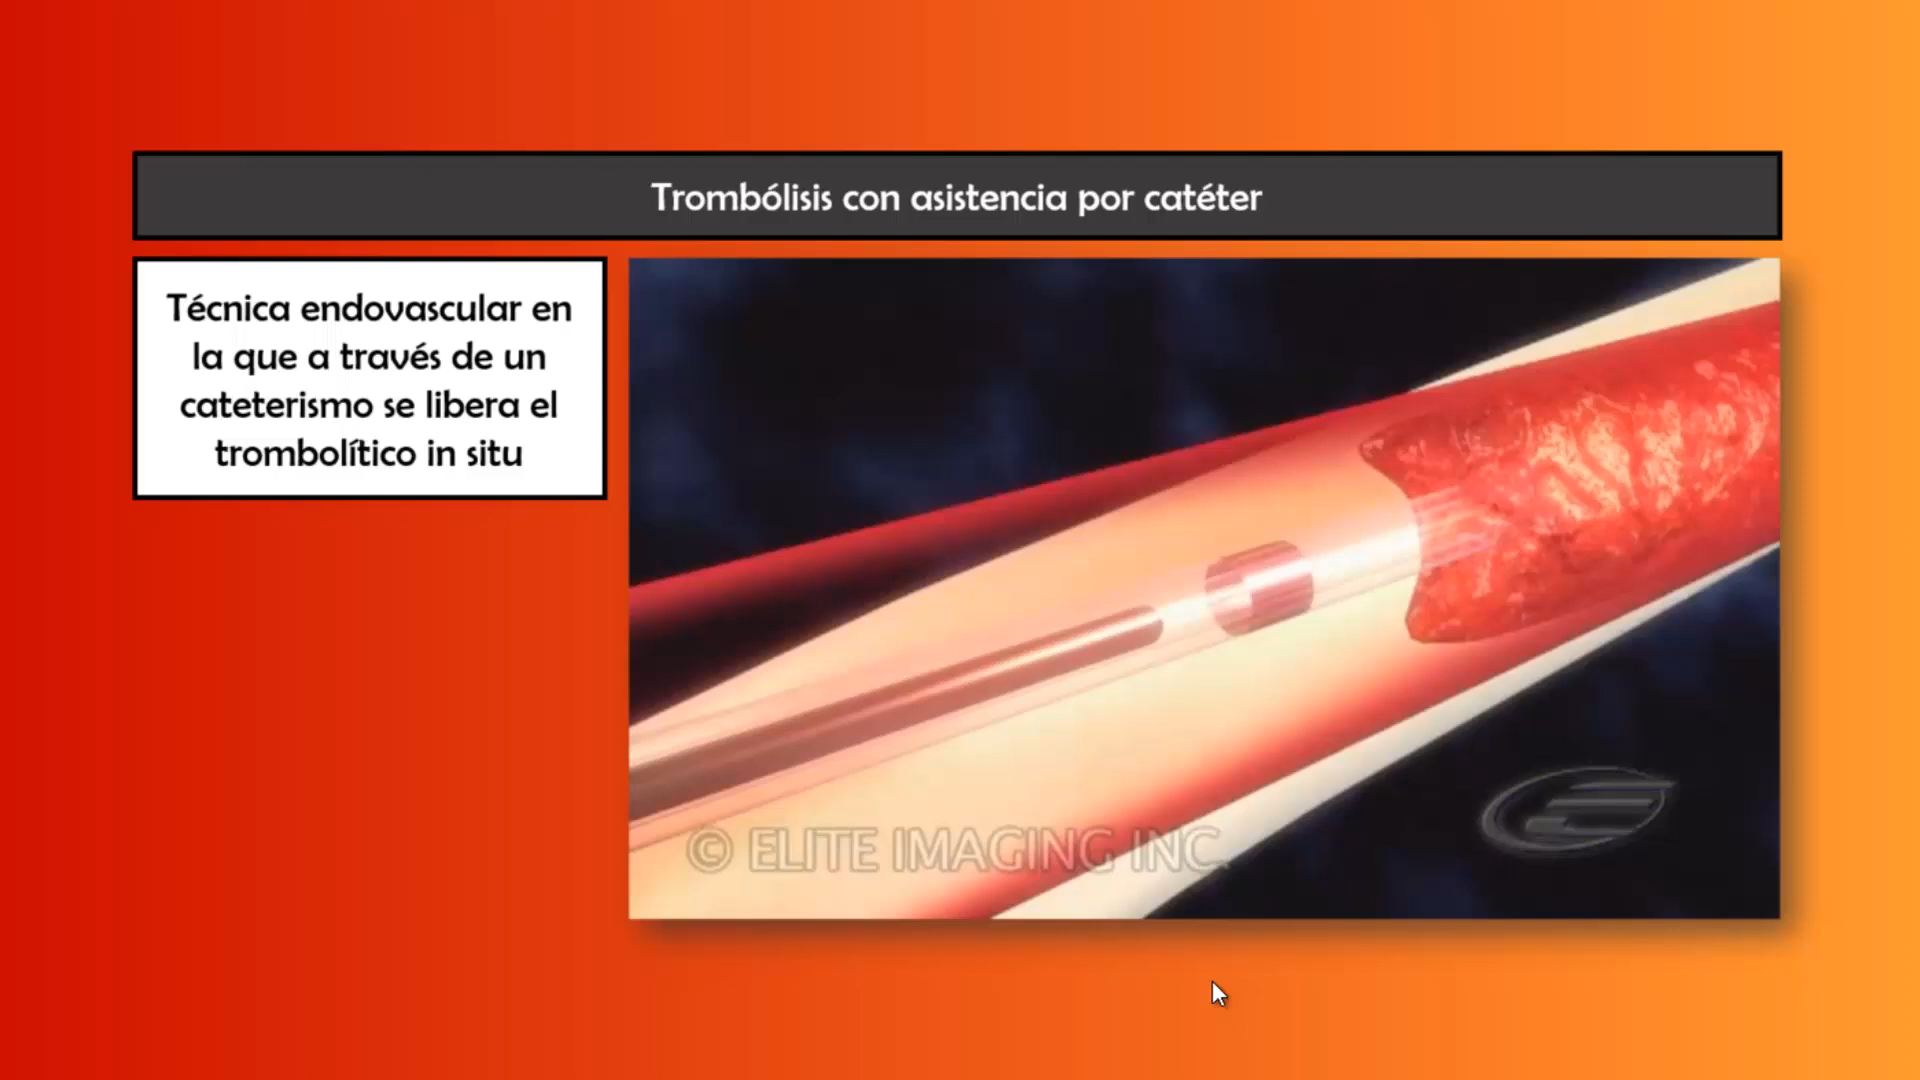 Trombólisis con asistencia por catéter
Técnica endovascular en
la que a través de un
cateterismo se libera el
trombolítico in situ
© ELITE IMAGING INC.